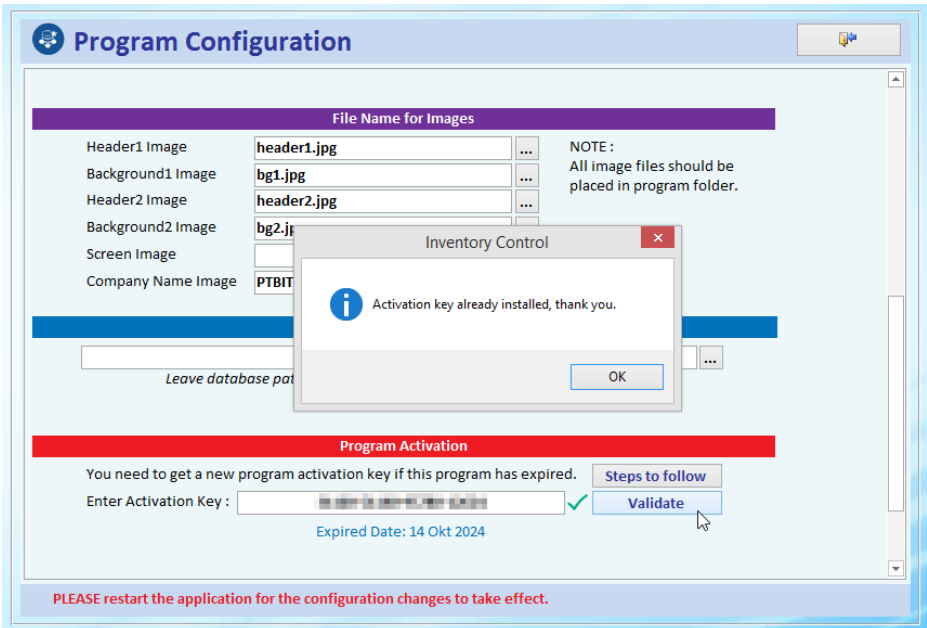 Program Configuration
File Name for Images
Header1 Image
header1.jpg
...
NOTE :
All image files should be
placed in program folder.
Background1 Image
bg1.jpg
...
Header2 Image
header2.jpg
...
Background2 Image
Screen Image
Company Name Image
Inventory Control
Activation key already installed, thank you.
OK
...
Leave database
Program Activation
You need to get a new program activation key if this program has expired.
Steps to follow
Enter Activation Key :
Validate
Expired Date: 14 Okt 2024
PLEASE restart the application for the configuration changes to take effect.